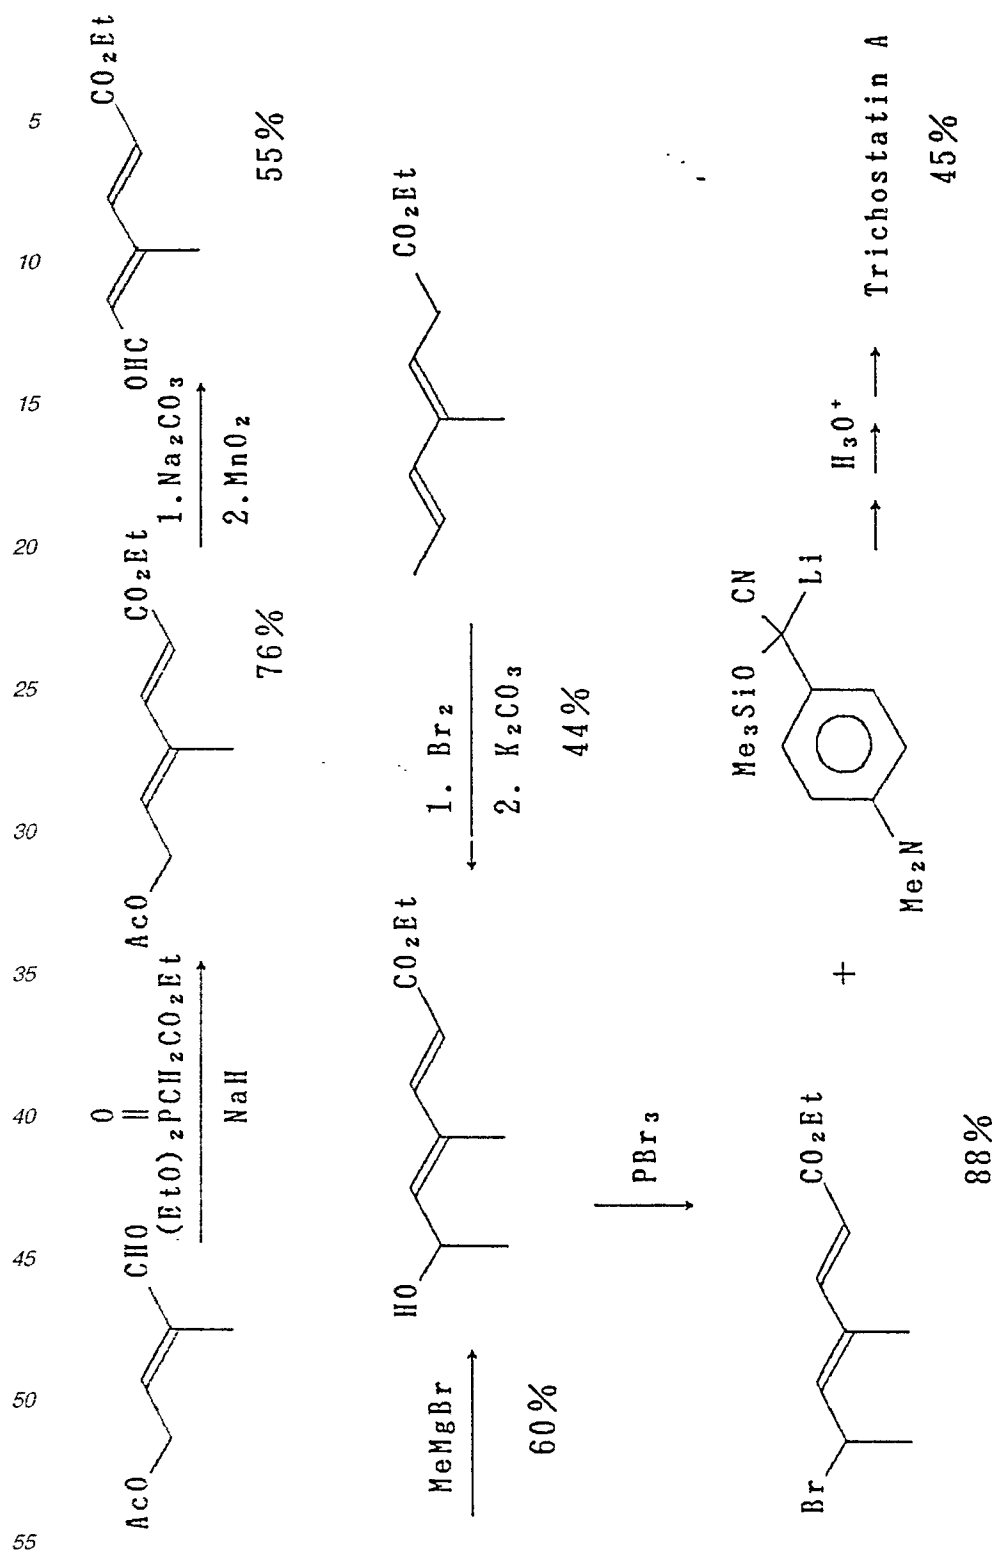 5
10
15
20
25
30
35
40
45
50
55
AcO
CHO
O
(EtO)₂PCH₂CO₂Et
NaH
AcO
CO₂Et
76%
1.Na₂CO₃
2.MnO₂
OHC
CO₂Et
55%
MeMgBr
60%
HO
CO₂Et
1. Br₂
2. K₂CO₃
44%
CO₂Et
PBr₃
Br
CO₂Et
88%
+
Me₃SiO
CN
Li
Me₂N
H₃O⁺
Trichostatin A
45%